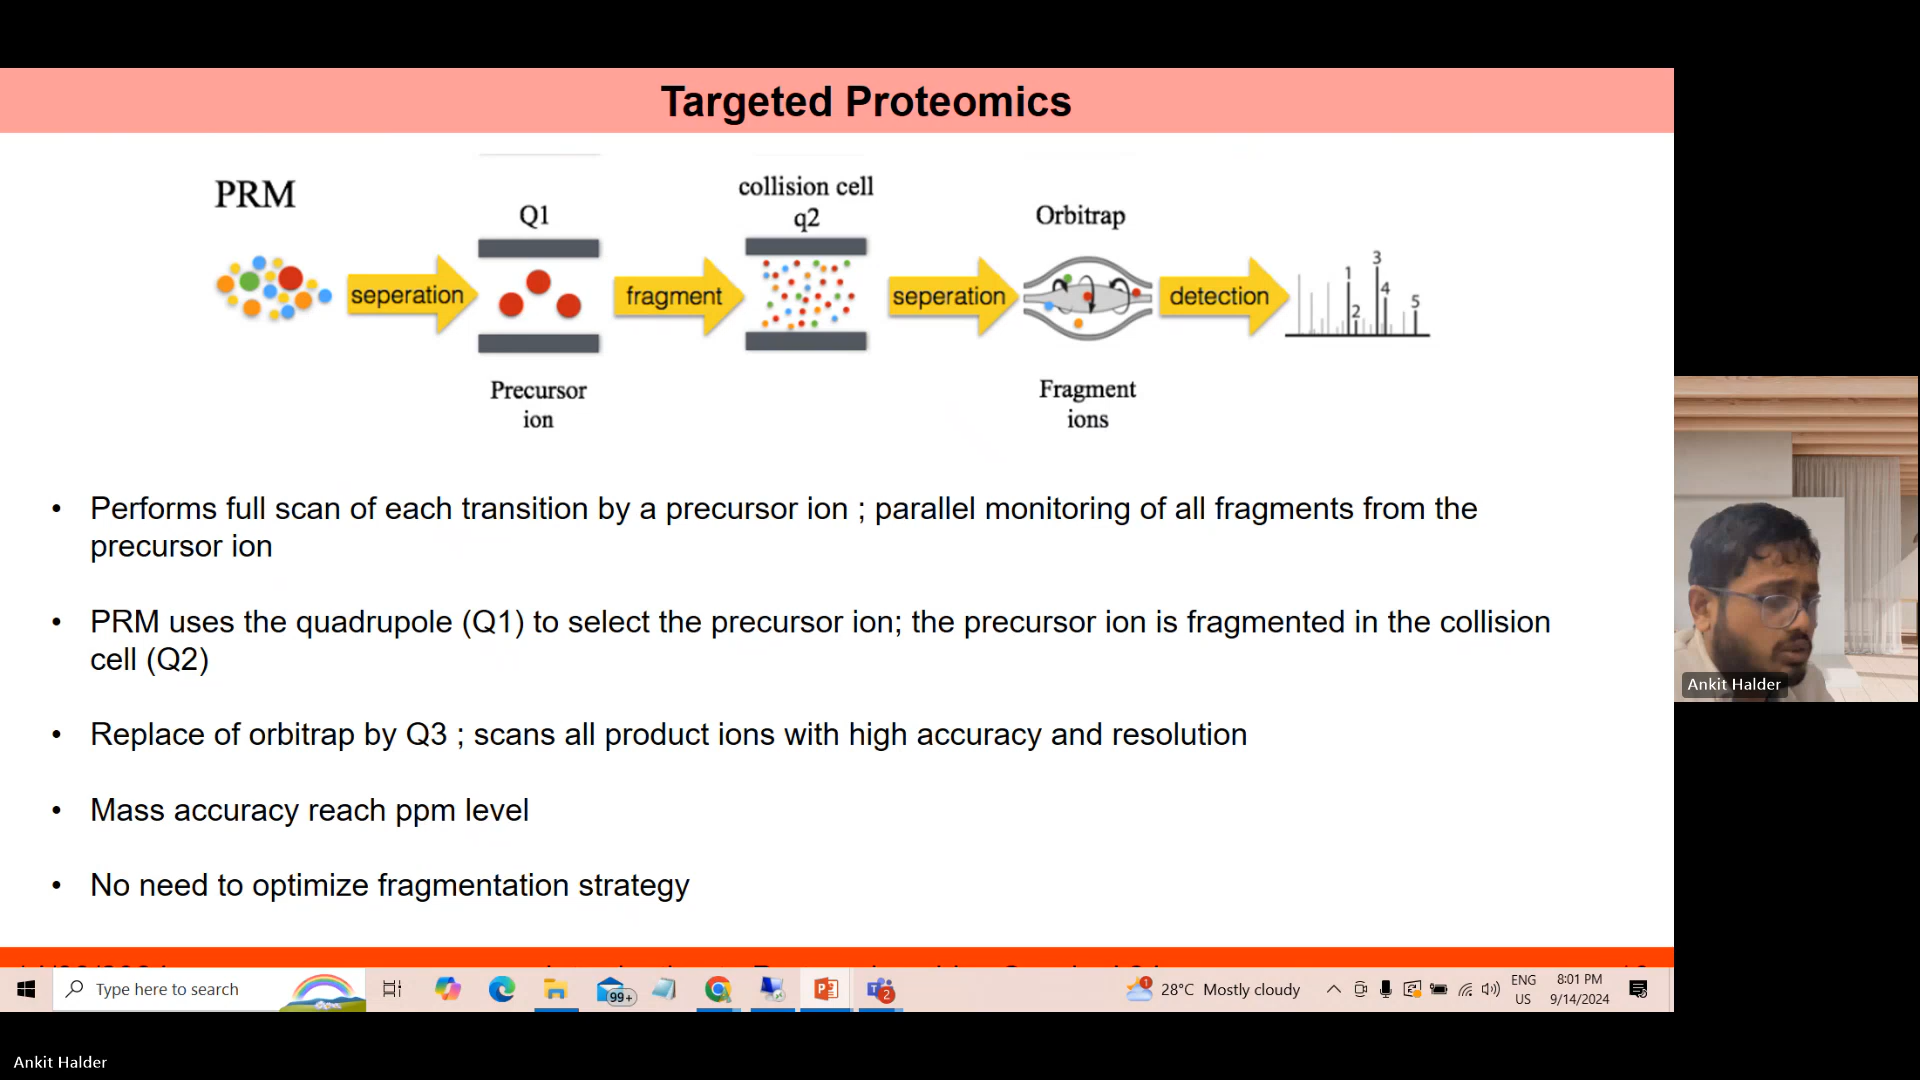 Targeted Proteomics
PRM
Q1
collision cell
q2
Orbitrap
seperation
fragment
seperation
detection
1
2
3
4
5
Precursor
ion
Fragment
ions
• Performs full scan of each transition by a precursor ion ; parallel monitoring of all fragments from the
precursor ion
• PRM uses the quadrupole (Q1) to select the precursor ion; the precursor ion is fragmented in the collision
cell (Q2)
• Replace of orbitrap by Q3 ; scans all product ions with high accuracy and resolution
• Mass accuracy reach ppm level
• No need to optimize fragmentation strategy
Ankit Halder
Type here to search
99+
2
1
28°C Mostly cloudy
ENG
US
8:01 PM
9/14/2024
Ankit Halder